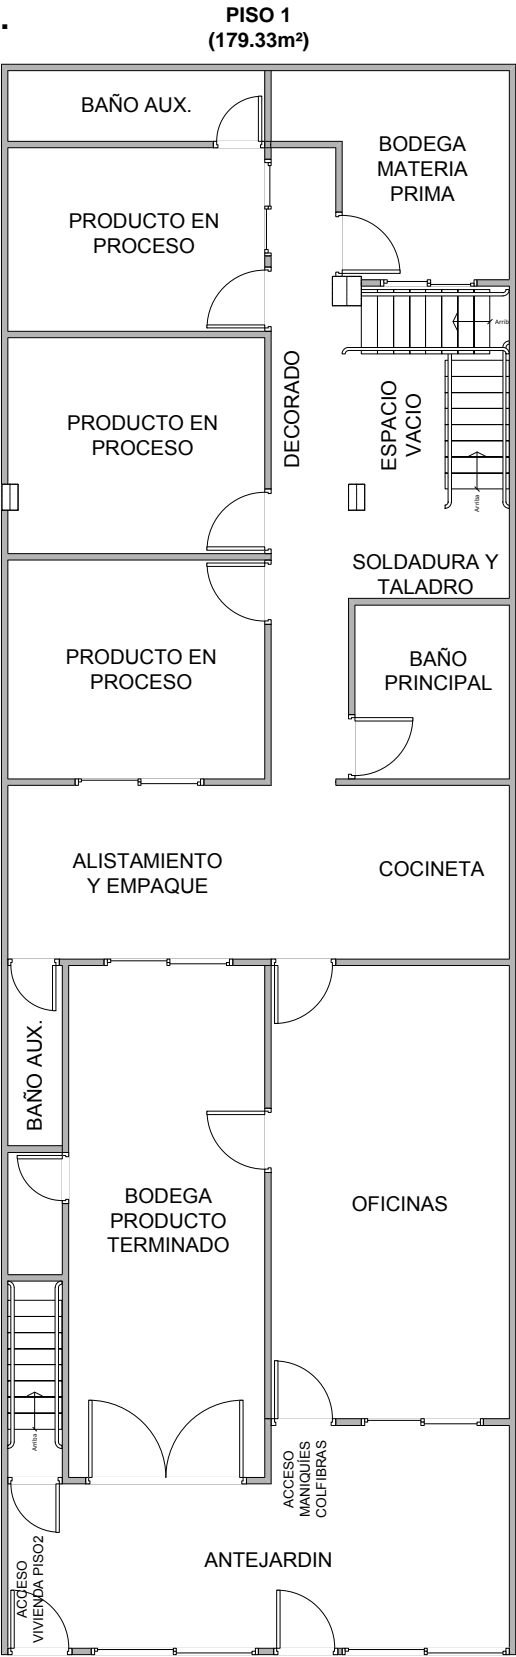 .
PISO 1
(179.33m²)
BAÑO AUX.
BODEGA
MATERIA
PRIMA
PRODUCTO EN
PROCESO
Arriba
DECORADO
ESPACIO
VACIO
PRODUCTO EN
PROCESO
Arriba
SOLDADURA Y
TALADRO
PRODUCTO EN
PROCESO
BAÑO
PRINCIPAL
ALISTAMIENTO
Y EMPAQUE
COCINETA
BAÑO AUX.
BODEGA
PRODUCTO
TERMINADO
OFICINAS
Arriba
ACCESO
MANIQUÍES
COLFIBRAS
ACCESO
VIVIENDA PISO2
ANTEJARDIN